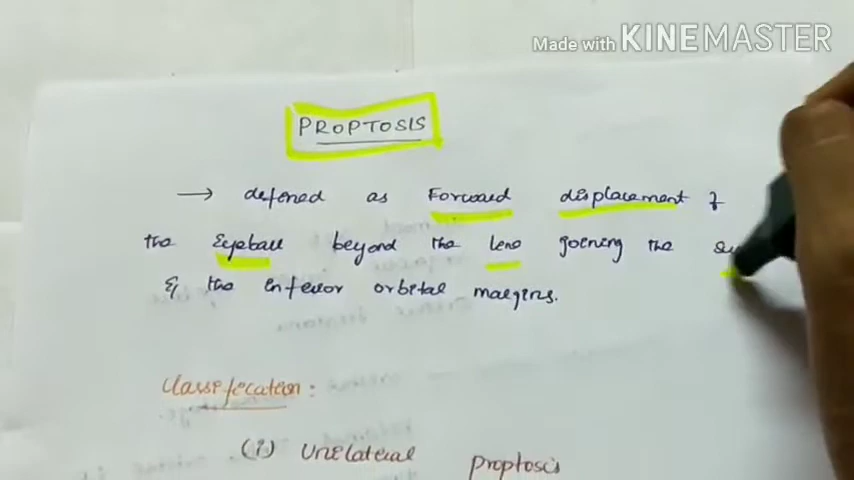 Made with KINEMASTER
PROPTOSIS
→ defined as Forward displacement of
the Eyeball beyond the lens joining the
& the inferior orbital margins.
Classification:
(i) Unilateral proptosis